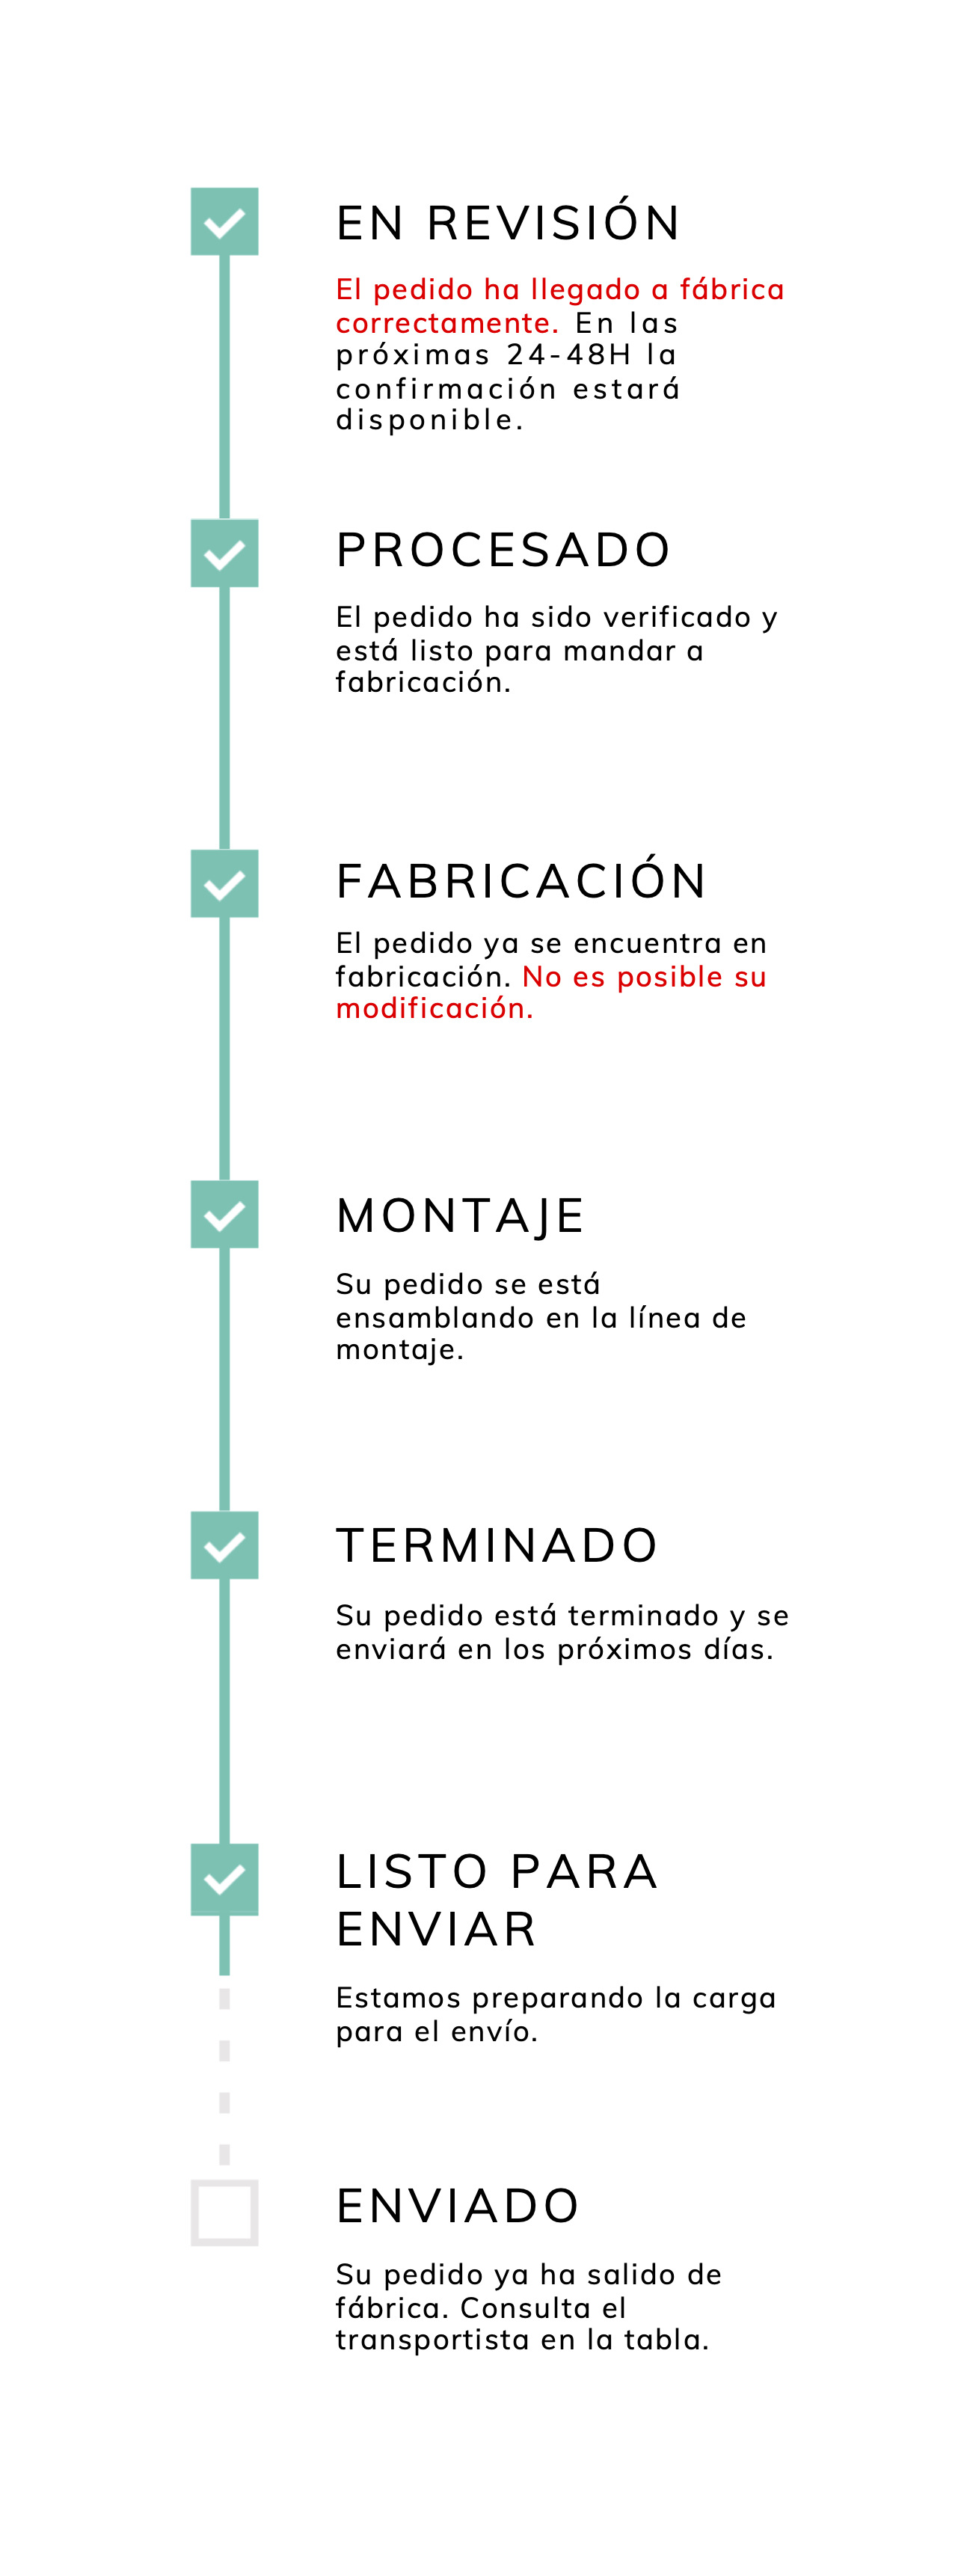 EN REVISIÓN
El pedido ha llegado a fábrica
correctamente. En las
próximas 24-48H la
confirmación estará
disponible.
PROCESADO
El pedido ha sido verificado y
está listo para mandar a
fabricación.
FABRICACIÓN
El pedido ya se encuentra en
fabricación. No es posible su
modificación.
MONTAJE
Su pedido se está
ensamblando en la línea de
montaje.
TERMINADO
Su pedido está terminado y se
enviará en los próximos días.
LISTO PARA
ENVIAR
Estamos preparando la carga
para el envío.
ENVIADO
Su pedido ya ha salido de
fábrica. Consulta el
transportista en la tabla.